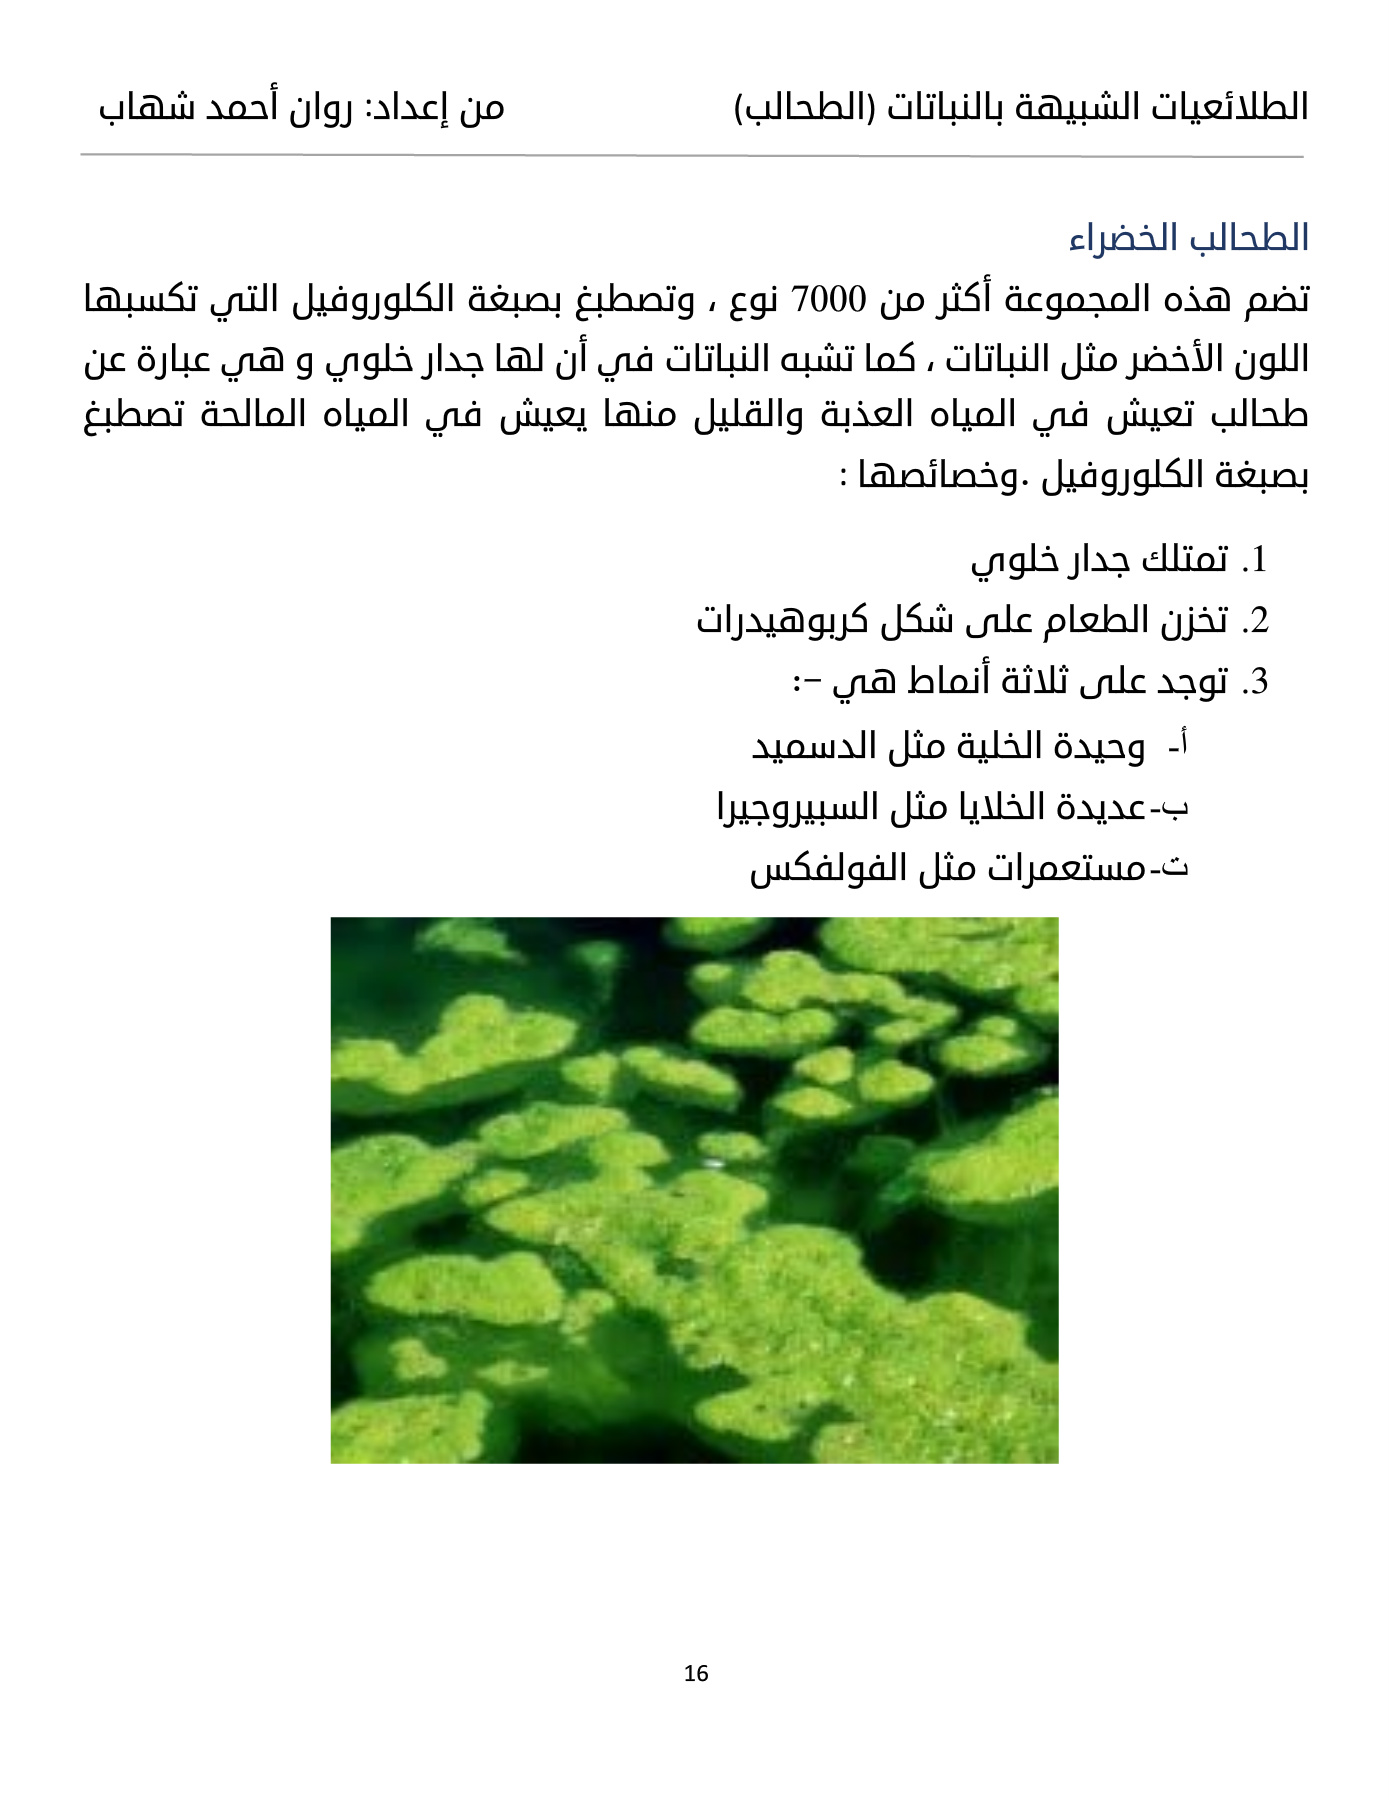 الطلائعيات الشبيهة بالنباتات (الطحالب) من إعداد: روان أحمد شهاب
الطحالب الخضراء
تضم هذه المجموعة أكثر من 7000 نوع ، وتصطبغ بصبغة الكلوروفيل التي تكسبها
اللون الأخضر مثل النباتات ، كما تشبه النباتات في أن لها جدار خلوي و هي عبارة عن
طحالب تعيش في المياه العذبة والقليل منها يعيش في المياه المالحة تصطبغ
بصبغة الكلوروفيل .وخصائصها :
1. تمتلك جدار خلوي
2. تخزن الطعام على شكل كربوهيدرات
3. توجد على ثلاثة أنماط هي –:
أ- وحيدة الخلية مثل الدسميد
ب- عديدة الخلايا مثل السبيروجيرا
ت- مستعمرات مثل الفولفكس
16